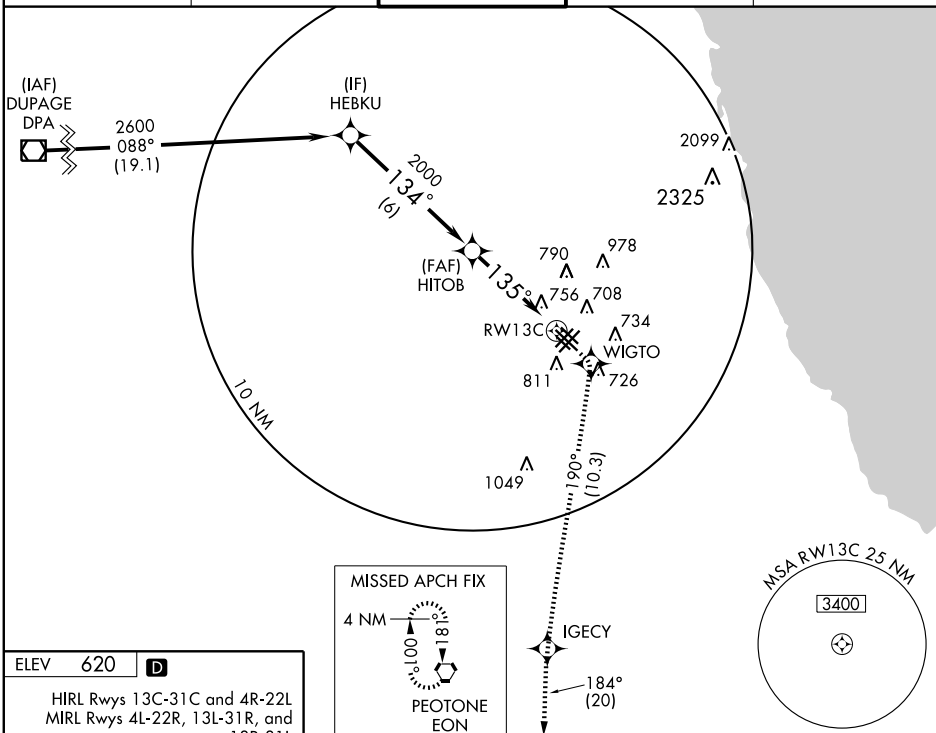 (IAF)
DUPAGE
DPA
2600
088°
(19.1)
(IF)
HEBKU
2000
134°
(6)
2099
2325
(FAF)
HITOB
135°
790
978
756
708
RW13C
734
WIGTO
811
726
10 NM
1049
190°
(10.3)
MISSED APCH FIX
4 NM
181°
001°
PEOTONE
EON
IGECY
184°
(20)
MSA RW13C 25 NM
3400
ELEV 620 D
HIRL Rwys 13C-31C and 4R-22L
MIRL Rwys 4L-22R, 13L-31R, and